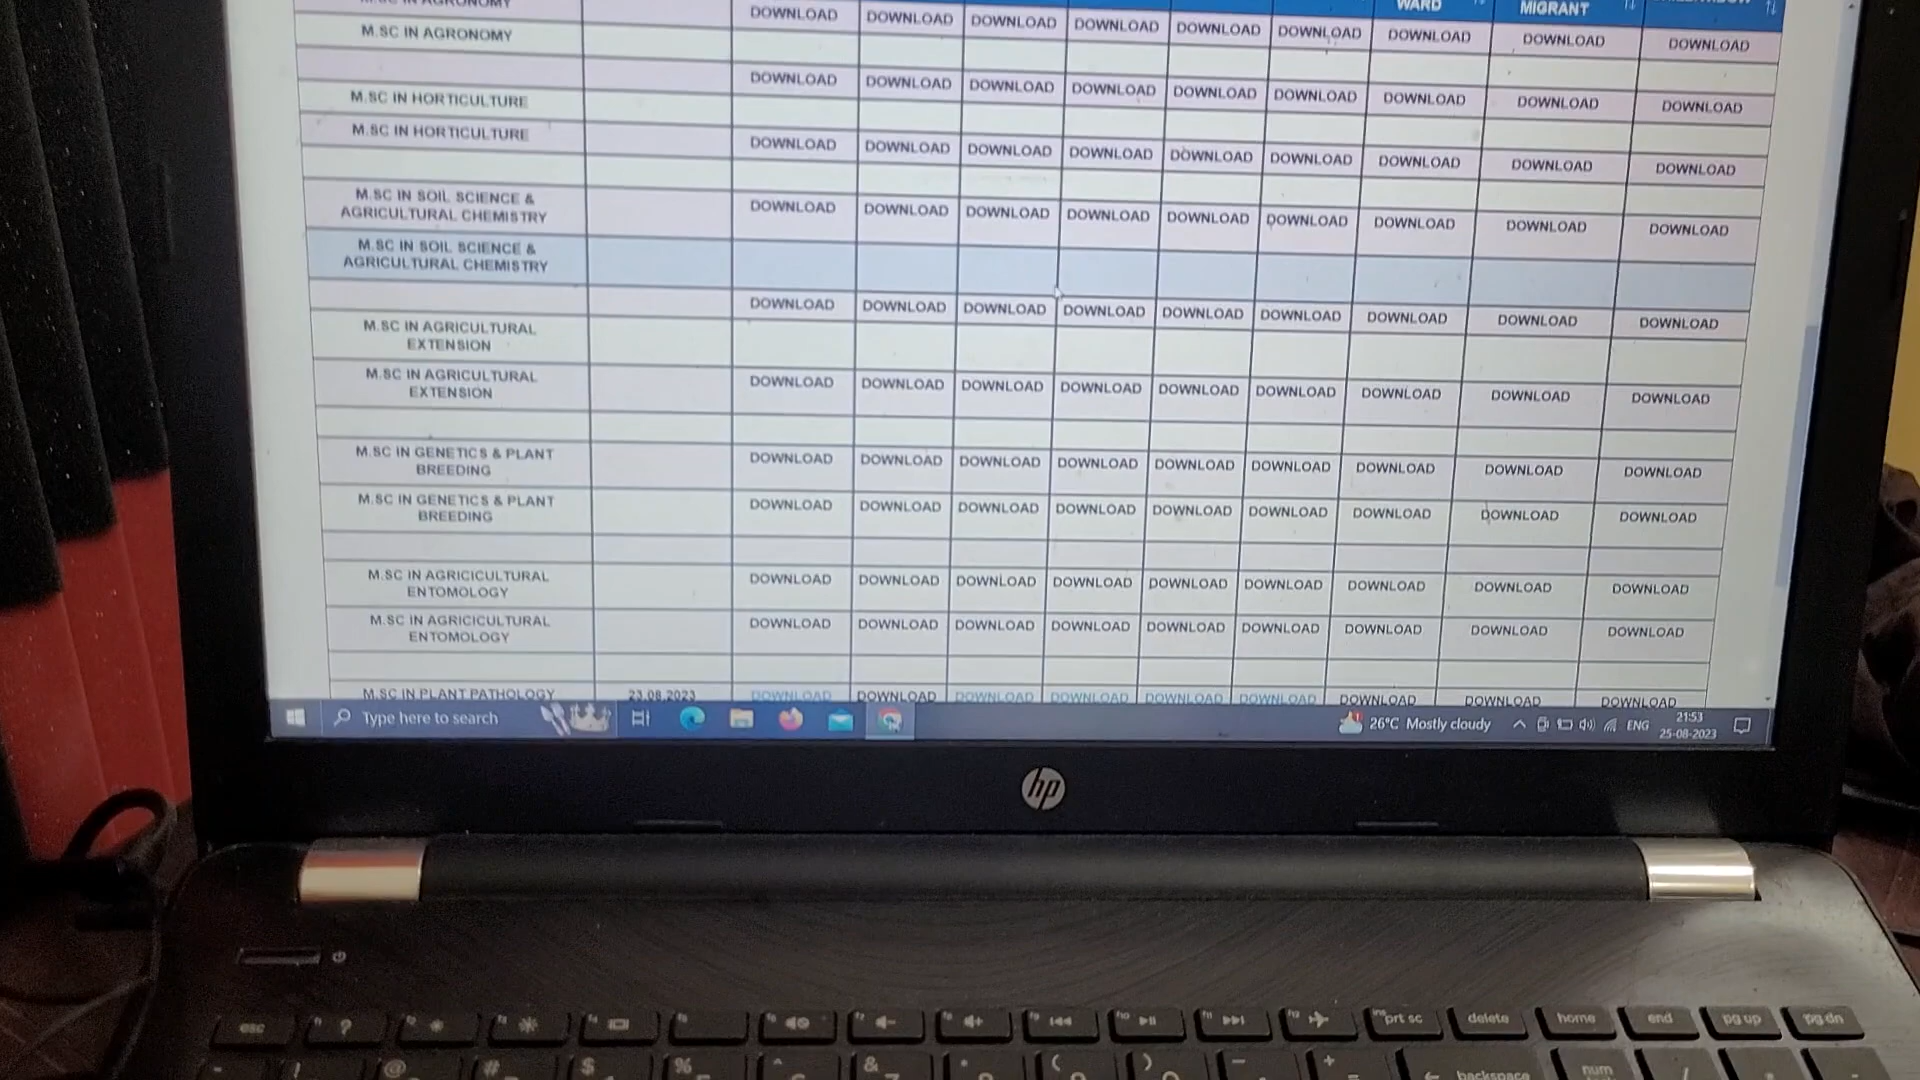 WARD MIGRANT
DOWNLOAD DOWNLOAD DOWNLOAD DOWNLOAD DOWNLOAD DOWNLOAD DOWNLOAD DOWNLOAD DOWNLOAD
M.SC IN AGRONOMY
DOWNLOAD DOWNLOAD DOWNLOAD DOWNLOAD DOWNLOAD DOWNLOAD DOWNLOAD DOWNLOAD DOWNLOAD
M.SC IN HORTICULTURE
M.SC IN HORTICULTURE
DOWNLOAD DOWNLOAD DOWNLOAD DOWNLOAD DOWNLOAD DOWNLOAD DOWNLOAD DOWNLOAD DOWNLOAD
M.SC IN SOIL SCIENCE &
AGRICULTURAL CHEMISTRY
DOWNLOAD DOWNLOAD DOWNLOAD DOWNLOAD DOWNLOAD DOWNLOAD DOWNLOAD DOWNLOAD DOWNLOAD
M.SC IN SOIL SCIENCE &
AGRICULTURAL CHEMISTRY
DOWNLOAD DOWNLOAD DOWNLOAD DOWNLOAD DOWNLOAD DOWNLOAD DOWNLOAD DOWNLOAD DOWNLOAD
M.SC IN AGRICULTURAL
EXTENSION
M.SC IN AGRICULTURAL
EXTENSION
DOWNLOAD DOWNLOAD DOWNLOAD DOWNLOAD DOWNLOAD DOWNLOAD DOWNLOAD DOWNLOAD DOWNLOAD
M.SC IN GENETICS & PLANT
BREEDING
DOWNLOAD DOWNLOAD DOWNLOAD DOWNLOAD DOWNLOAD DOWNLOAD DOWNLOAD DOWNLOAD DOWNLOAD
M.SC IN GENETICS & PLANT
BREEDING
DOWNLOAD DOWNLOAD DOWNLOAD DOWNLOAD DOWNLOAD DOWNLOAD DOWNLOAD DOWNLOAD DOWNLOAD
M.SC IN AGRICICULTURAL
ENTOMOLOGY
DOWNLOAD DOWNLOAD DOWNLOAD DOWNLOAD DOWNLOAD DOWNLOAD DOWNLOAD DOWNLOAD DOWNLOAD
M.SC IN AGRICICULTURAL
ENTOMOLOGY
DOWNLOAD DOWNLOAD DOWNLOAD DOWNLOAD DOWNLOAD DOWNLOAD DOWNLOAD DOWNLOAD DOWNLOAD
M.SC IN PLANT PATHOLOGY 23.08.2023 DOWNLOAD DOWNLOAD DOWNLOAD DOWNLOAD DOWNLOAD DOWNLOAD DOWNLOAD DOWNLOAD DOWNLOAD
Type here to search
26°C Mostly cloudy
ENG
21:53
25-08-2023
hp
esc ? prt sc delete home end pg up pg dn
! @ # $ % ^ & * ( ) - + backspace num